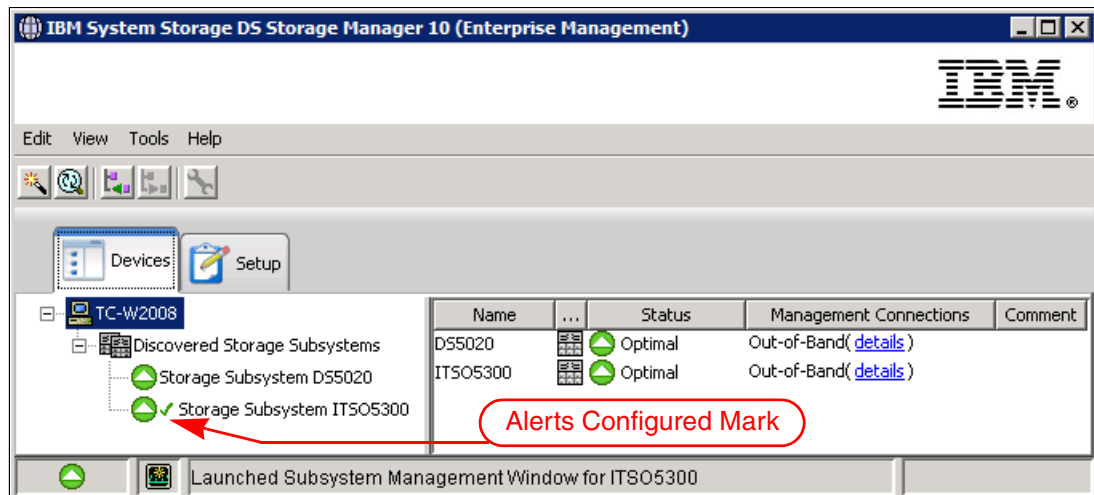 IBM System Storage DS Storage Manager 10 (Enterprise Management)
IBM®
Edit View Tools Help
Devices
Setup
TC-W2008
Discovered Storage Subsystems
Storage Subsystem DS5020
Storage Subsystem ITSO5300
Name ... Status Management Connections Comment
DS5020 Optimal Out-of-Band( details )
ITSO5300 Optimal Out-of-Band( details )
Alerts Configured Mark
Launched Subsystem Management Window for ITSO5300